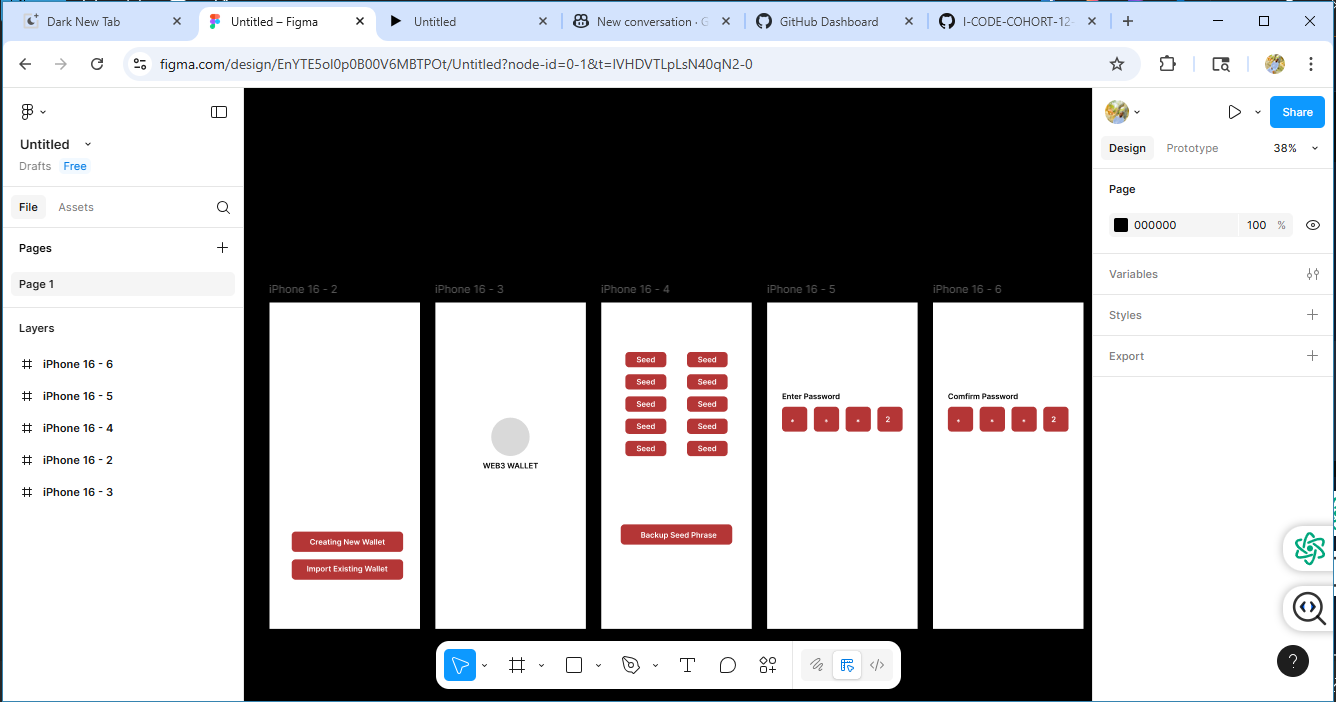 Dark New Tab
Untitled – Figma
Untitled
New conversation · G
GitHub Dashboard
I-CODE-COHORT-12-
figma.com/design/EnYTE5ol0p0B00V6MBTPOt/Untitled?node-id=0-1&t=IVHDVTLpLsN40qN2-0
Untitled
Drafts Free
File Assets
Pages
Page 1
Layers
iPhone 16 - 6
iPhone 16 - 5
iPhone 16 - 4
iPhone 16 - 2
iPhone 16 - 3
iPhone 16 - 2
Creating New Wallet
Import Existing Wallet
iPhone 16 - 3
WEB3 WALLET
iPhone 16 - 4
Seed Seed
Seed Seed
Seed Seed
Seed Seed
Seed Seed
Backup Seed Phrase
iPhone 16 - 5
Enter Password
* * * 2
iPhone 16 - 6
Comfirm Password
* * * 2
Share
Design Prototype 38%
Page
000000 100 %
Variables
Styles
Export
?